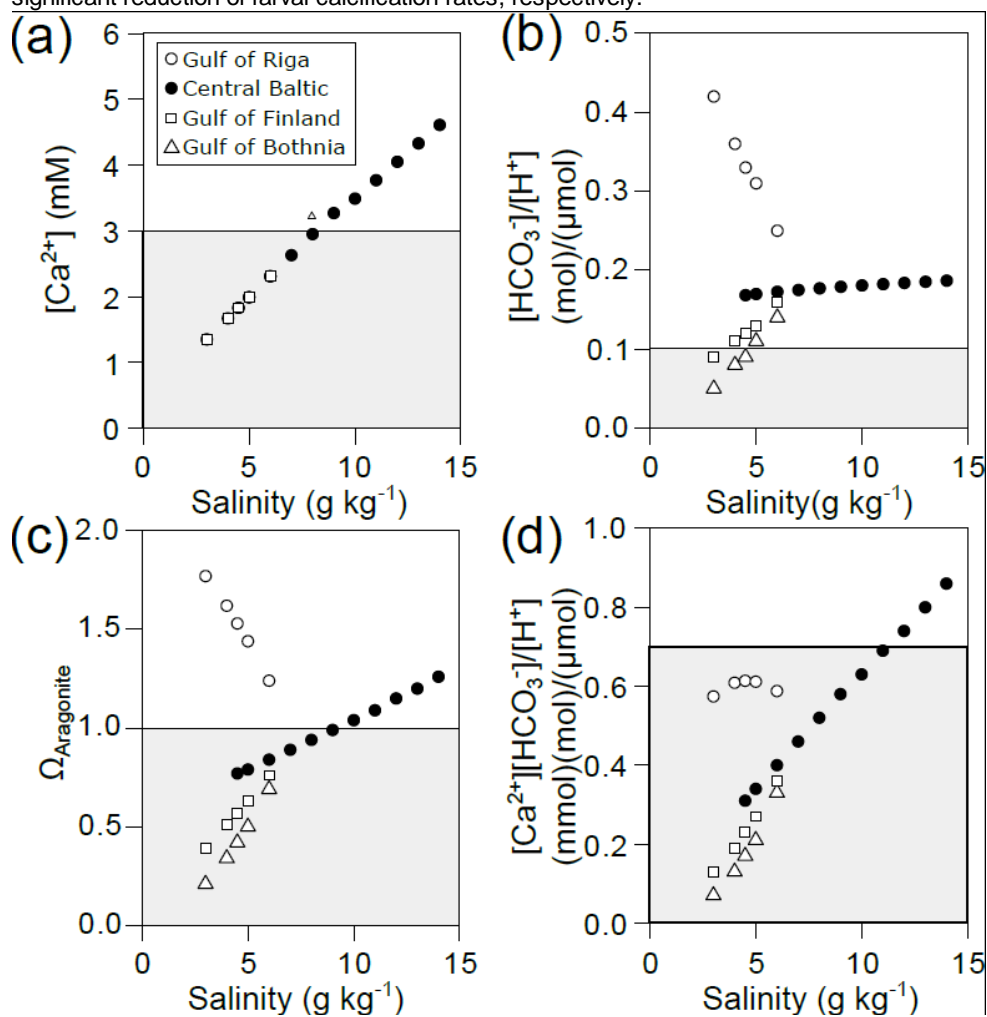 significant reduction of larval calcification rates, respectively.
(a)
6
5
4
3
2
1
0
[Ca²⁺] (mM)
Gulf of Riga
Central Baltic
Gulf of Finland
Gulf of Bothnia
0 5 10 15
Salinity (g kg⁻¹)
(b)
0.5
0.4
0.3
0.2
0.1
0.0
[HCO₃⁻]/[H⁺]
(mol)/(μmol)
0 5 10 15
Salinity(g kg⁻¹)
(c)
2.0
1.5
1.0
0.5
0.0
Ω Aragonite
0 5 10 15
Salinity (g kg⁻¹)
(d)
1.0
0.8
0.6
0.4
0.2
0.0
[Ca²⁺][HCO₃⁻]/[H⁺]
(mmol)(mol)/(μmol)
0 5 10 15
Salinity (g kg⁻¹)